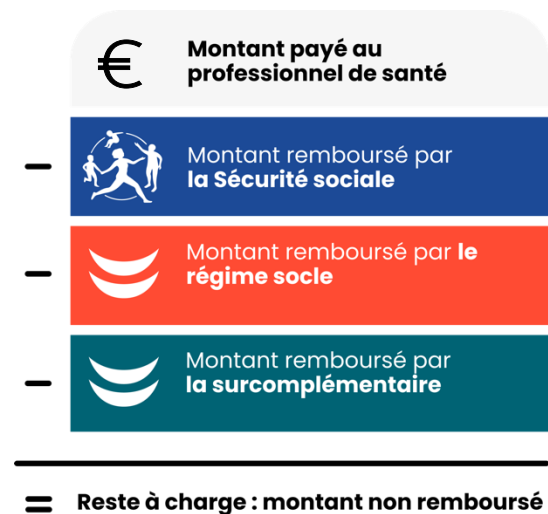 €
Montant payé au
professionnel de santé
– Montant remboursé par
la Sécurité sociale
– Montant remboursé par le
régime socle
– Montant remboursé par
la surcomplémentaire
= Reste à charge : montant non remboursé